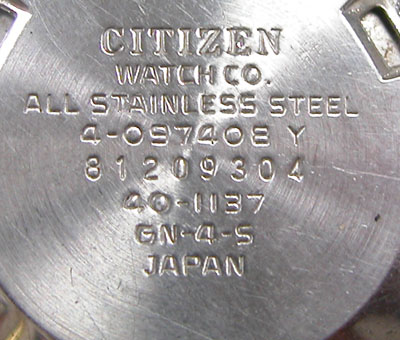 CITIZEN
WATCH CO.
ALL STAINLESS STEEL
4-097408 Y
81209304
40-1137
GN-4-S
JAPAN